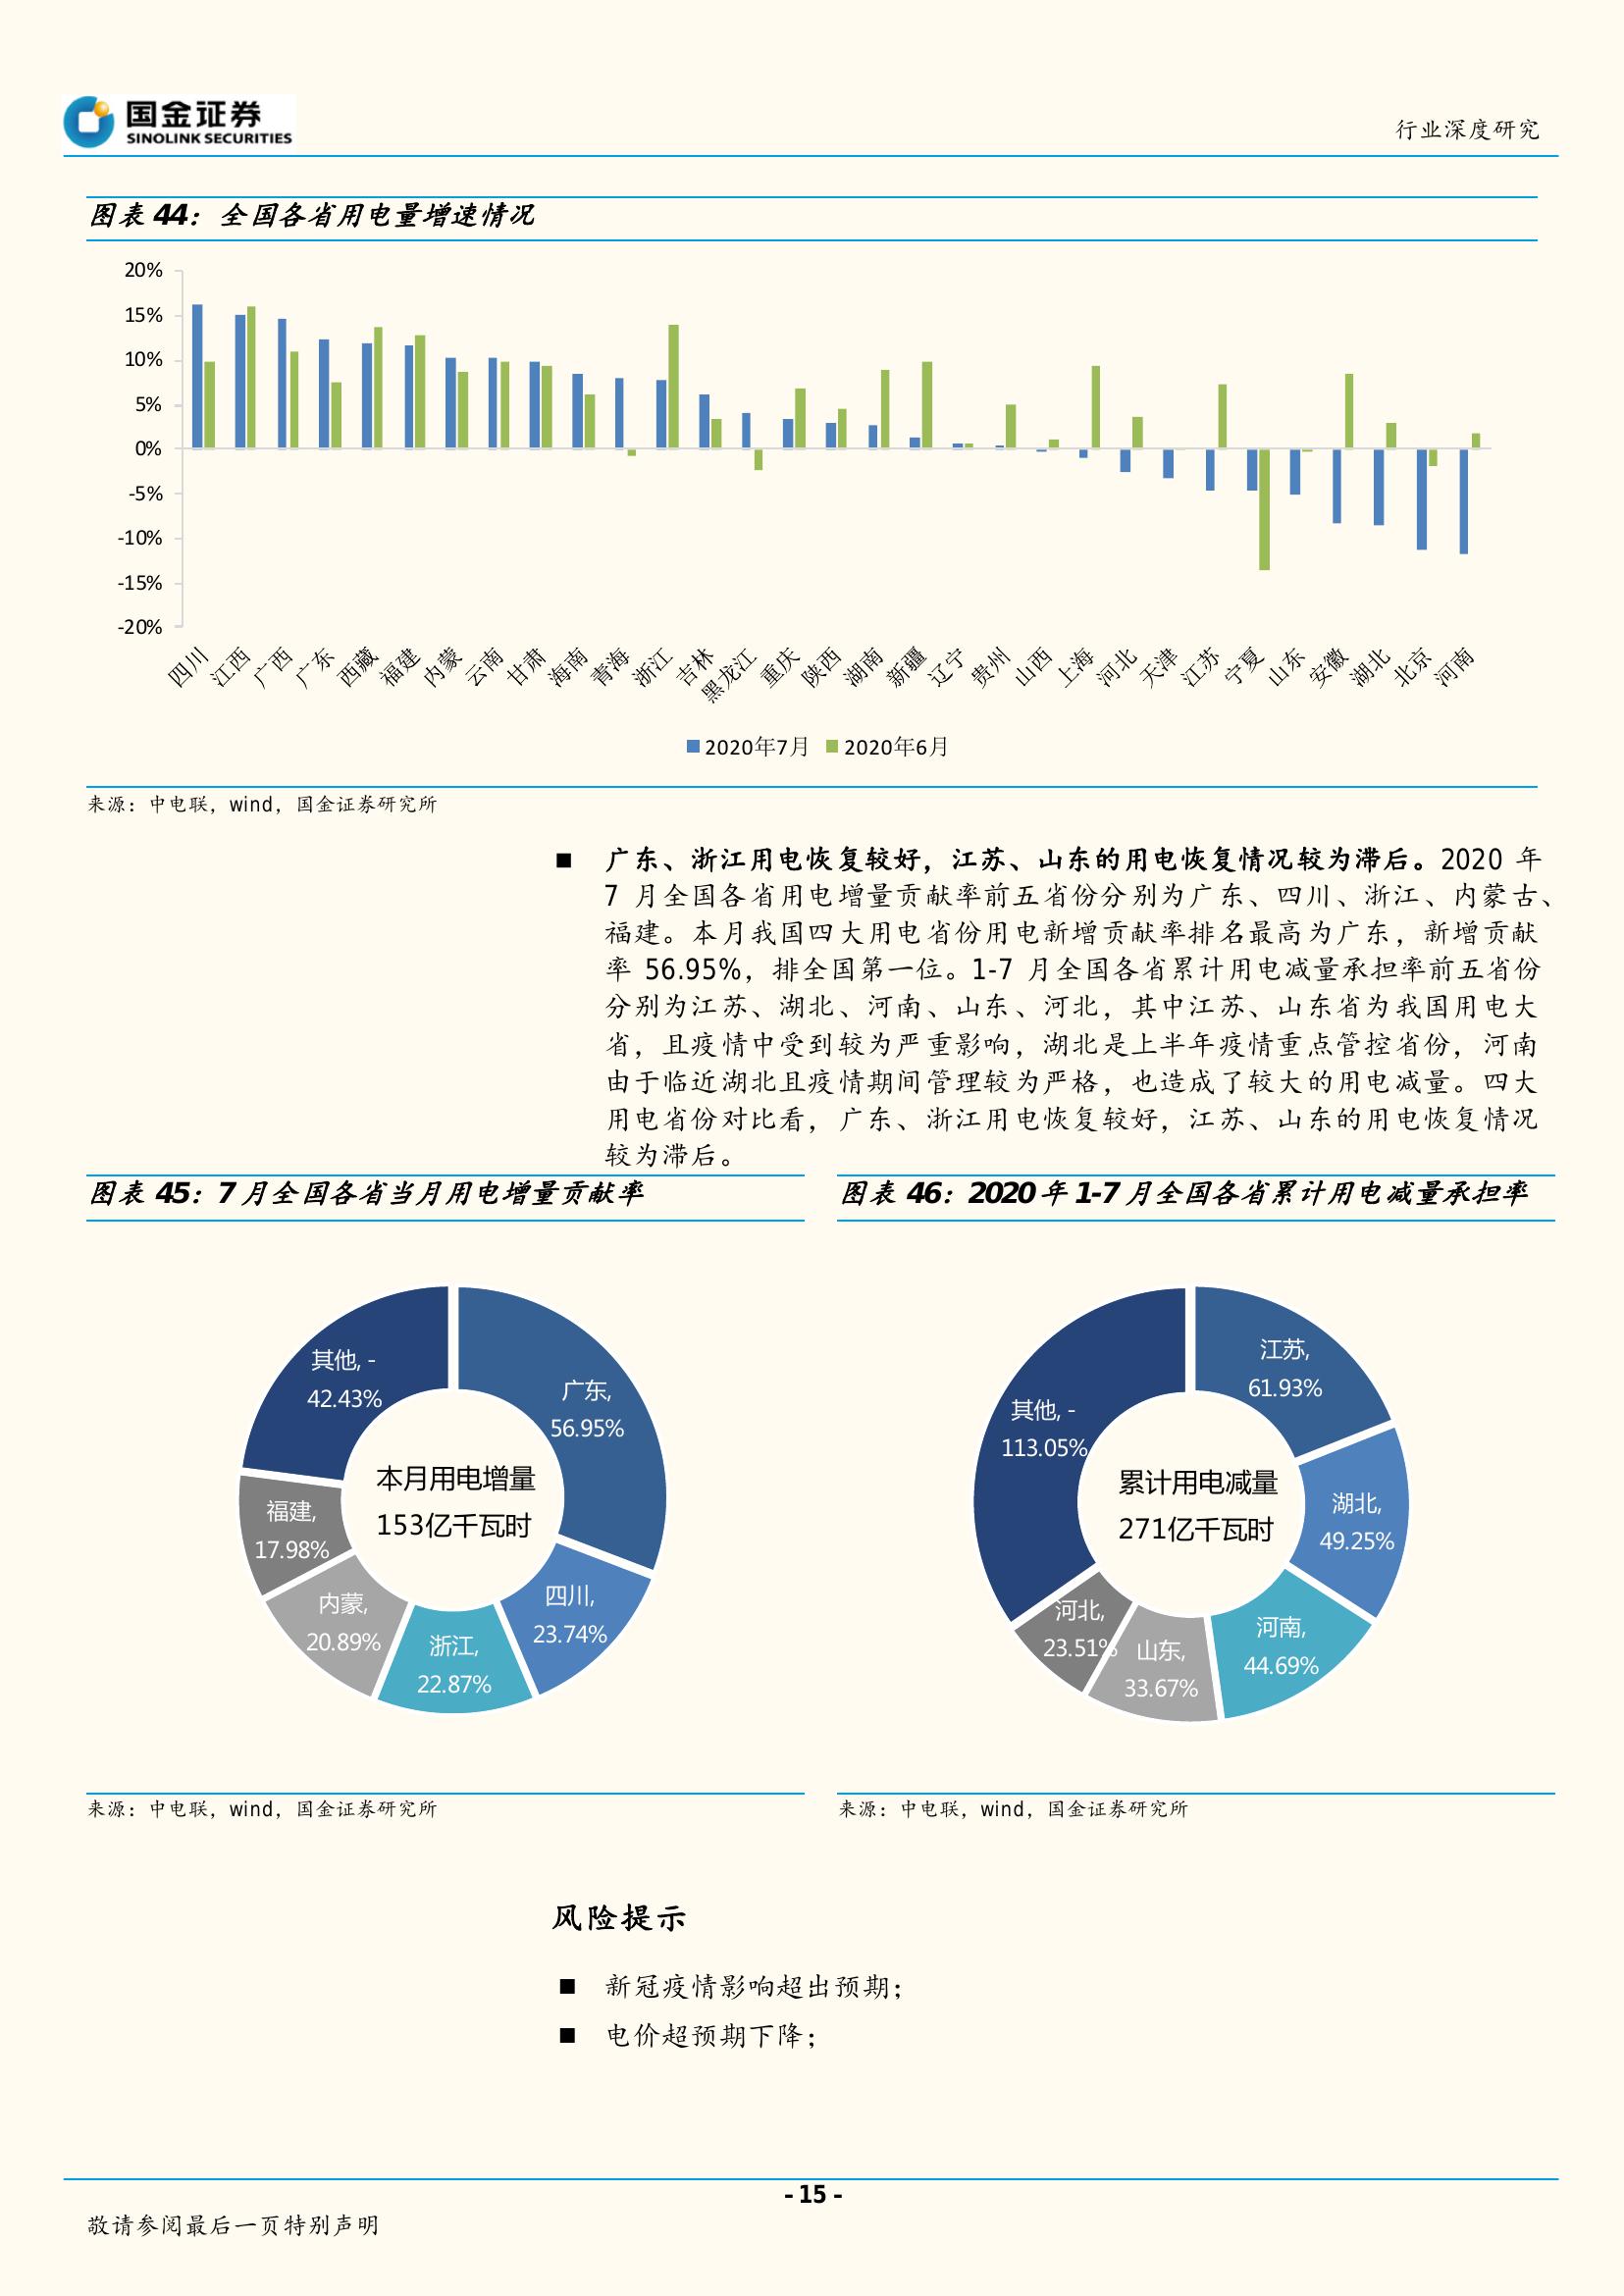 国金证券
SINOLINK SECURITIES
行业深度研究
图表 44：全国各省用电量增速情况
20%
15%
10%
5%
0%
-5%
-10%
-15%
-20%
四川 江西 广西 广东 西藏 福建 内蒙 云南 甘肃 海南 青海 浙江 吉林 黑龙江 重庆 陕西 湖南 新疆 辽宁 贵州 山西 上海 河北 天津 江苏 宁夏 山东 安徽 湖北 北京 河南
2020年7月 2020年6月
来源：中电联，wind，国金证券研究所
■ 广东、浙江用电恢复较好，江苏、山东的用电恢复情况较为滞后。2020 年
7 月全国各省用电增量贡献率前五省份分别为广东、四川、浙江、内蒙古、
福建。本月我国四大用电省份用电新增贡献率排名最高为广东，新增贡献
率 56.95%，排全国第一位。1-7 月全国各省累计用电减量承担率前五省份
分别为江苏、湖北、河南、山东、河北，其中江苏、山东省为我国用电大
省，且疫情中受到较为严重影响，湖北是上半年疫情重点管控省份，河南
由于临近湖北且疫情期间管理较为严格，也造成了较大的用电减量。四大
用电省份对比看，广东、浙江用电恢复较好，江苏、山东的用电恢复情况
较为滞后。
图表 45：7 月全国各省当月用电增量贡献率
其他, -
42.43%
广东,
56.95%
本月用电增量
153亿千瓦时
福建,
17.98%
内蒙,
20.89%
浙江,
22.87%
四川,
23.74%
来源：中电联，wind，国金证券研究所
图表 46：2020 年 1-7 月全国各省累计用电减量承担率
江苏,
61.93%
其他, -
113.05%
累计用电减量
271亿千瓦时
湖北,
49.25%
河北,
23.51%
山东,
33.67%
河南,
44.69%
来源：中电联，wind，国金证券研究所
风险提示
■ 新冠疫情影响超出预期；
■ 电价超预期下降；
- 15 -
敬请参阅最后一页特别声明